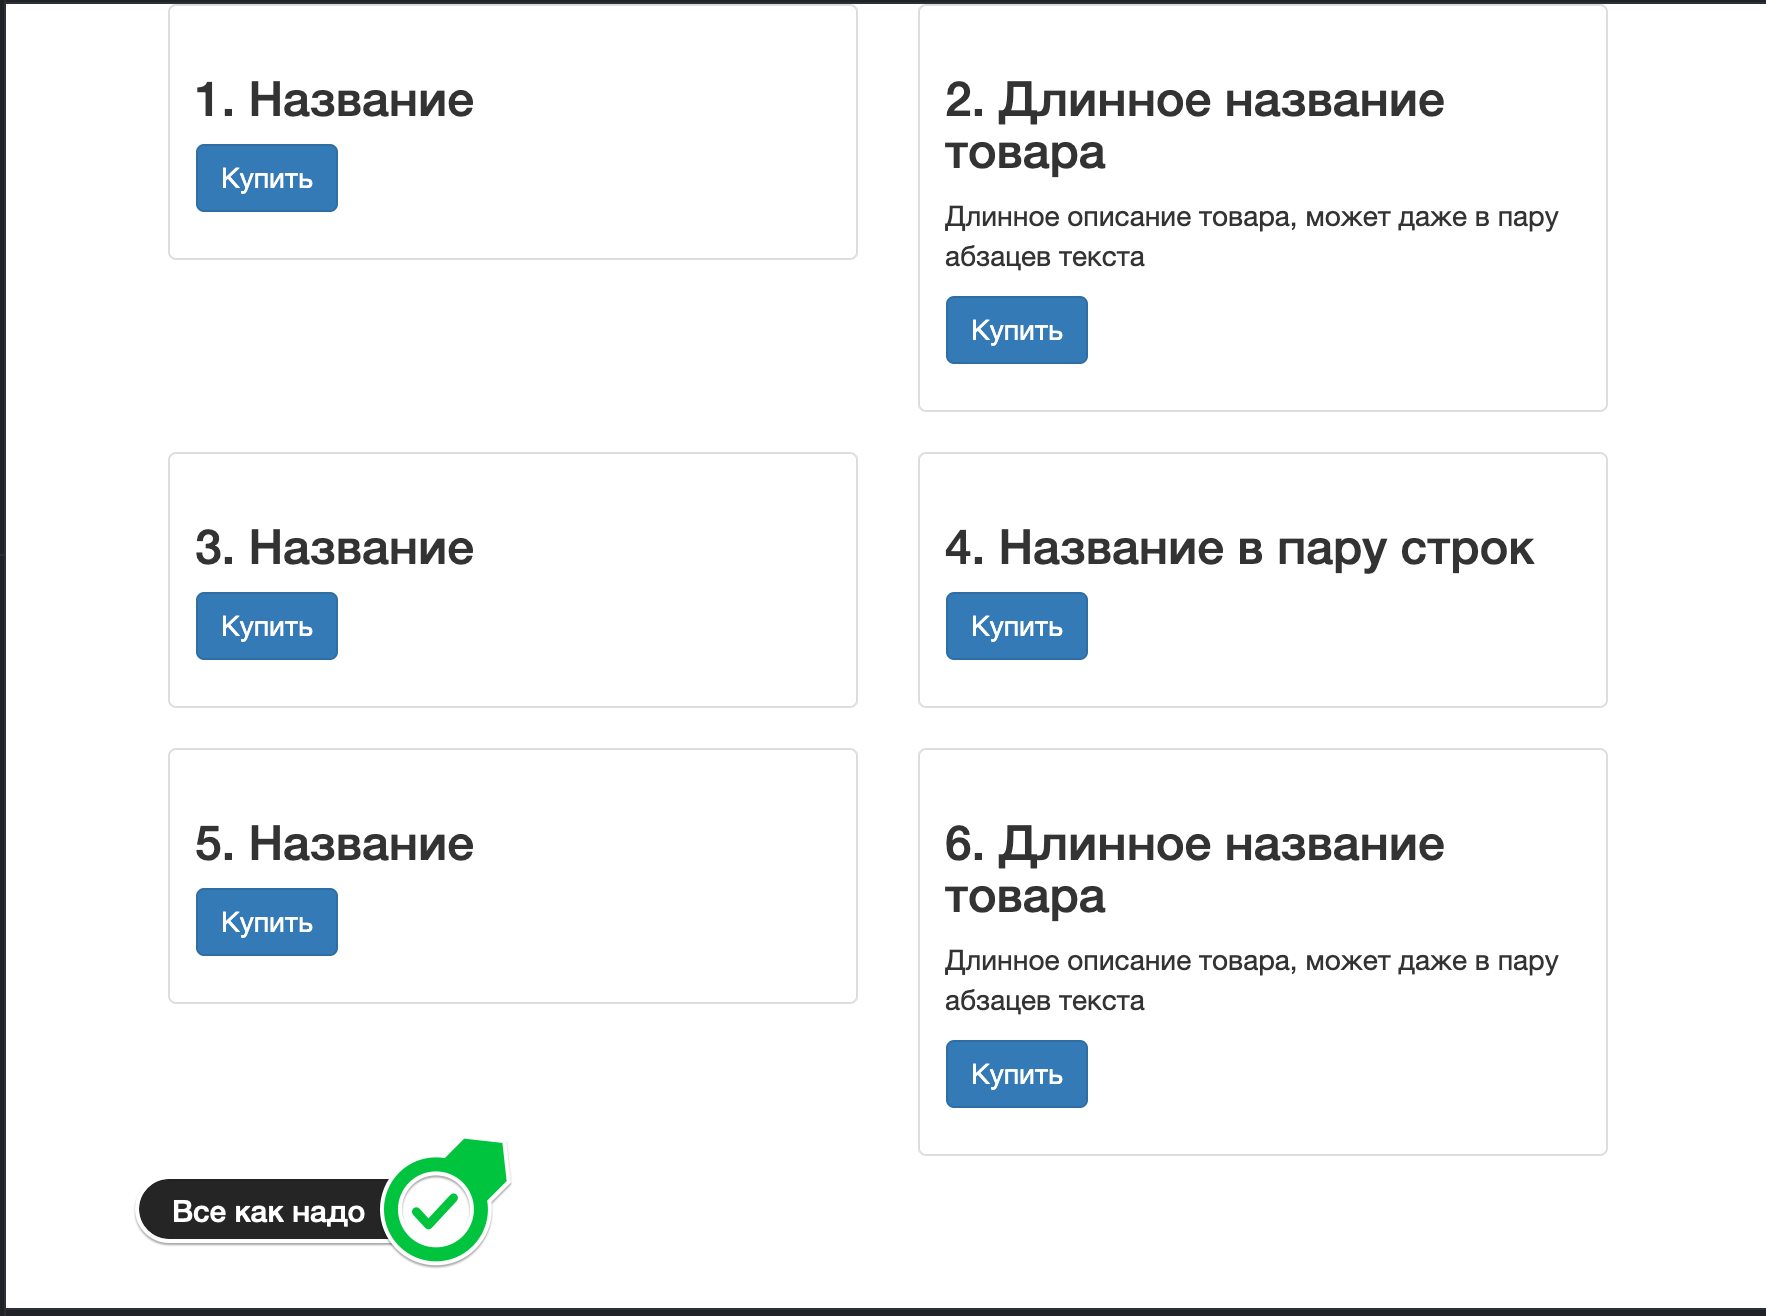 1. Название
Купить
2. Длинное название
товара
Длинное описание товара, может даже в пару
абзацев текста
Купить
3. Название
Купить
4. Название в пару строк
Купить
5. Название
Купить
6. Длинное название
товара
Длинное описание товара, может даже в пару
абзацев текста
Купить
Все как надо